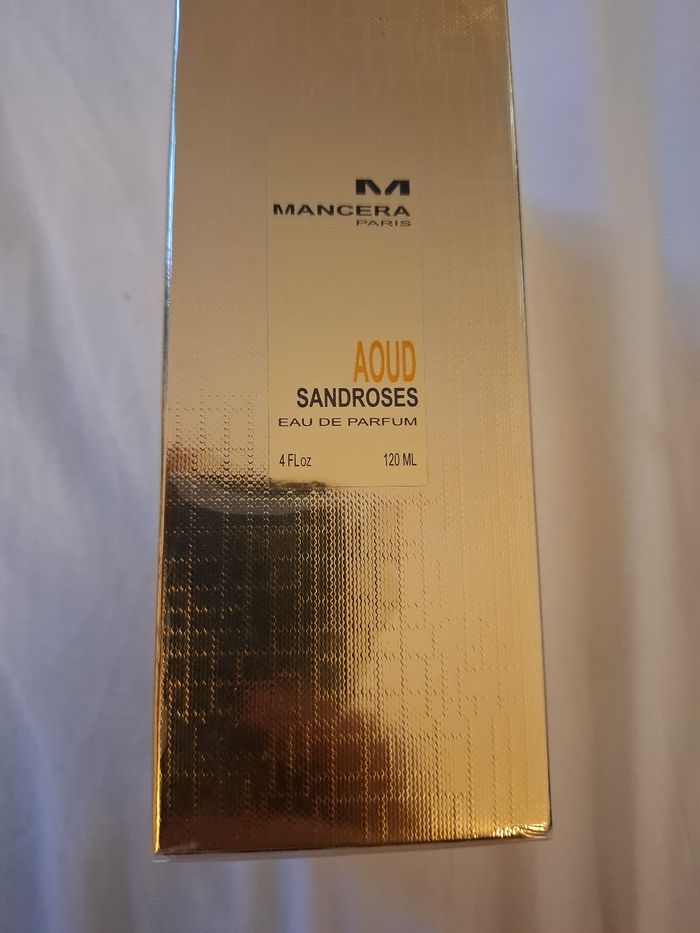 M
MANCERA
PARIS
AOUD
SANDROSES
EAU DE PARFUM
4 FLoz 120 ML